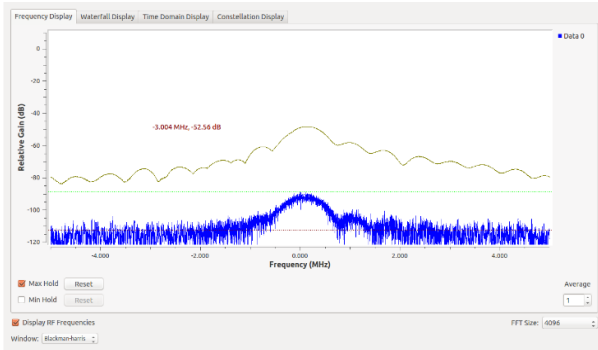 Frequency Display Waterfall Display Time Domain Display Constellation Display
Data 0
0
-20
-40
-3.004 MHz, -52.56 dB
-60
-80
-100
-120
Relative Gain (dB)
-4.000 -2.000 0.000 2.000 4.000
Frequency (MHz)
Max Hold Reset
Average
Min Hold Reset
1
Display RF Frequencies
FFT Size: 4096
Window: Blackman-harris